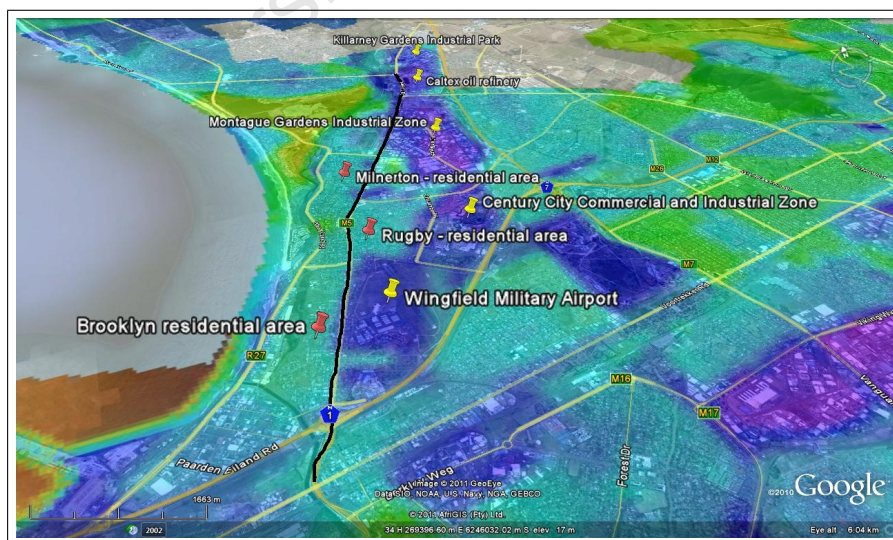 Killarney Gardens Industrial Park
Caltex oil refinery
Montague Gardens Industrial Zone
Milnerton - residential area
M5
7
M12
Century City Commercial and Industrial Zone
Rugby - residential area
M7
Wingfield Military Airport
Brooklyn residential area
R27
M16
M17
N
1
Paarden Eiland Rd
Forest Dr
1663 m
Image © 2011 GeoEye
Data SIO, NOAA, U.S. Navy, NGA, GEBCO
© 2011 AfriGIS (Pty) Ltd.
©2010 Google
2002
34 H 269396.60 m E 6246032.02 m S elev 17 m
Eye alt 6.04 km